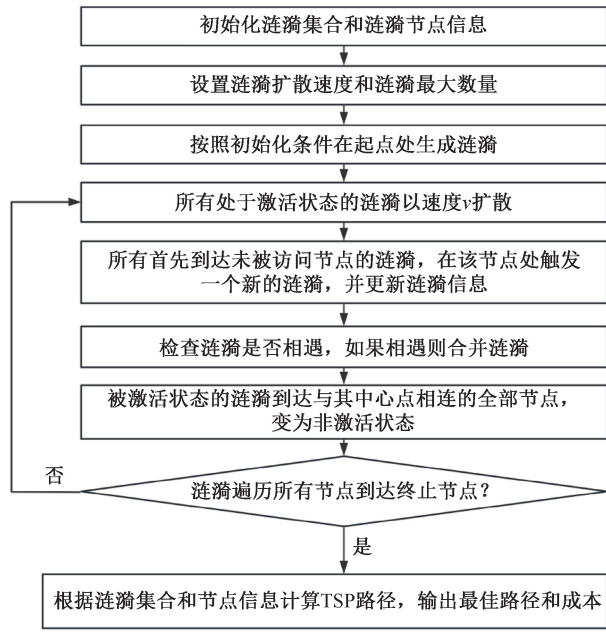 初始化涟漪集合和涟漪节点信息
设置涟漪扩散速度和涟漪最大数量
按照初始化条件在起点处生成涟漪
所有处于激活状态的涟漪以速度v扩散
所有首先到达未被访问节点的涟漪，在该节点处触发
一个新的涟漪，并更新涟漪信息
检查涟漪是否相遇，如果相遇则合并涟漪
被激活状态的涟漪到达与其中心点相连的全部节点，
变为非激活状态
否
涟漪遍历所有节点到达终止节点？
是
根据涟漪集合和节点信息计算TSP路径，输出最佳路径和成本